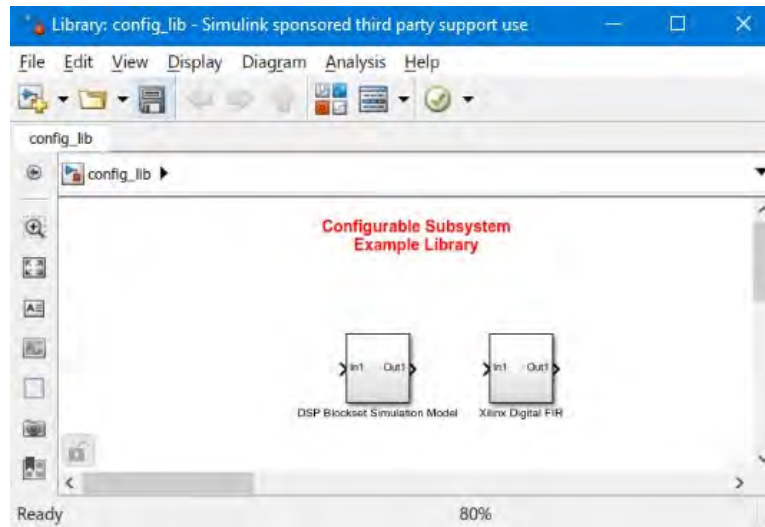 Library: config_lib - Simulink sponsored third party support use
File Edit View Display Diagram Analysis Help
config_lib
config_lib
Configurable Subsystem
Example Library
In1 Out1 In1 Out1
DSP Blockset Simulation Model Xilinx Digital FIR
Ready 80%